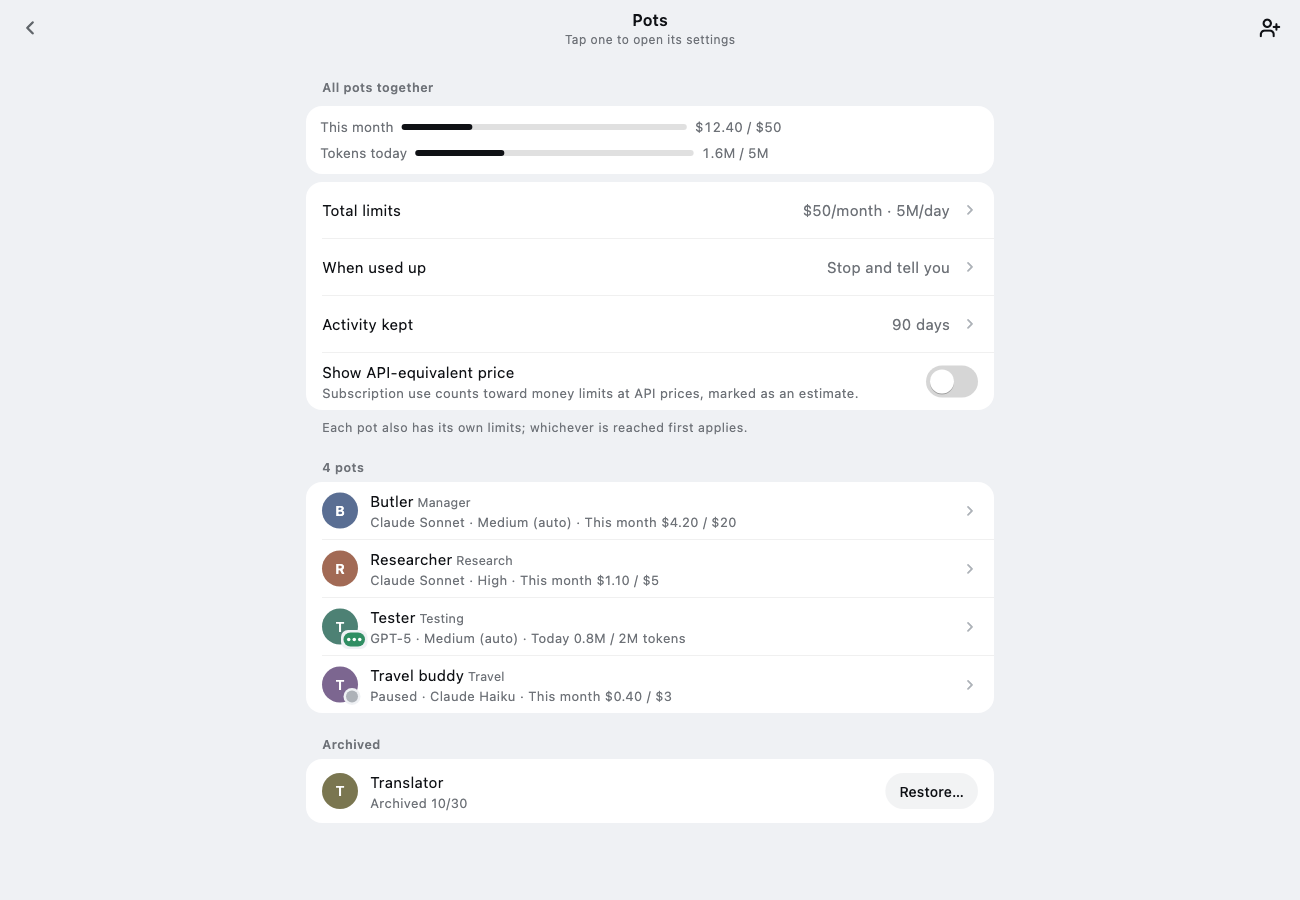 Pots
Tap one to open its settings
All pots together
This month $12.40 / $50
Tokens today 1.6M / 5M
Total limits $50/month · 5M/day
When used up Stop and tell you
Activity kept 90 days
Show API-equivalent price
Subscription use counts toward money limits at API prices, marked as an estimate.
Each pot also has its own limits; whichever is reached first applies.
4 pots
B
Butler Manager
Claude Sonnet · Medium (auto) · This month $4.20 / $20
R
Researcher Research
Claude Sonnet · High · This month $1.10 / $5
T
Tester Testing
GPT-5 · Medium (auto) · Today 0.8M / 2M tokens
T
Travel buddy Travel
Paused · Claude Haiku · This month $0.40 / $3
Archived
T
Translator
Archived 10/30
Restore...